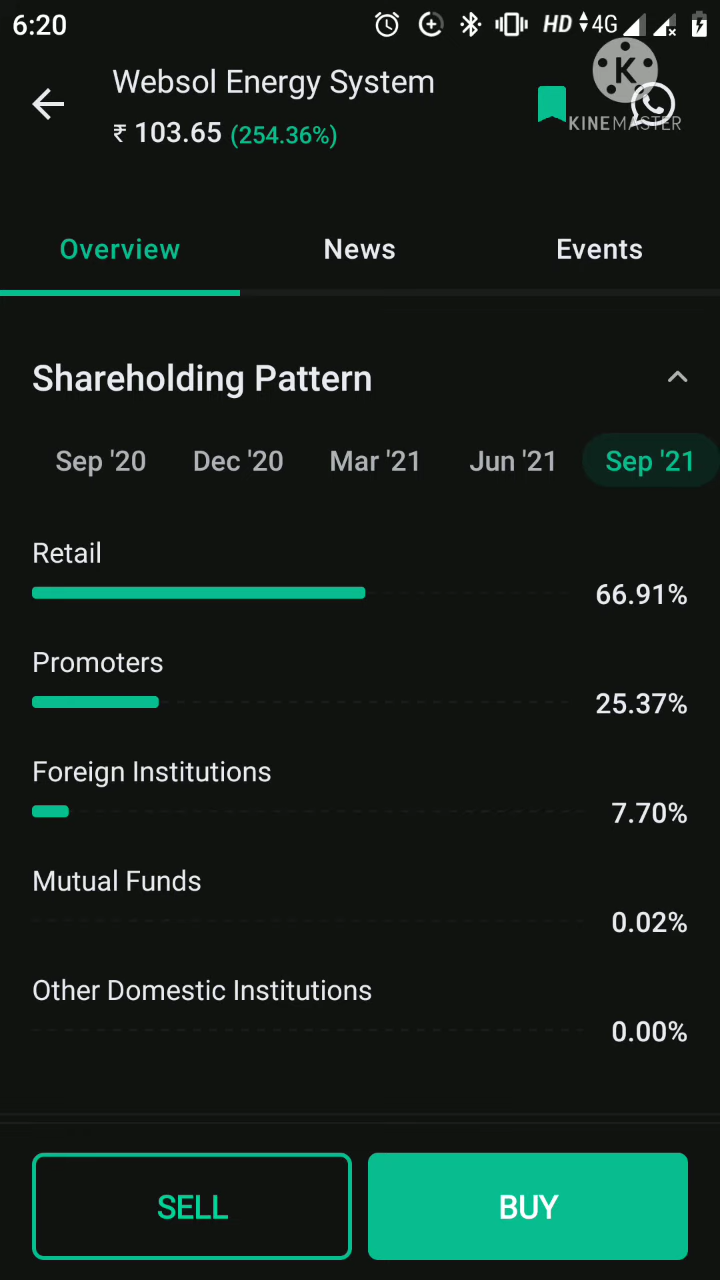 6:20 HD 4G
Websol Energy System
₹ 103.65 (254.36%)
K
KINEMASTER
Overview News Events
Shareholding Pattern
Sep '20 Dec '20 Mar '21 Jun '21 Sep '21
Retail
66.91%
Promoters
25.37%
Foreign Institutions
7.70%
Mutual Funds
0.02%
Other Domestic Institutions
0.00%
SELL BUY